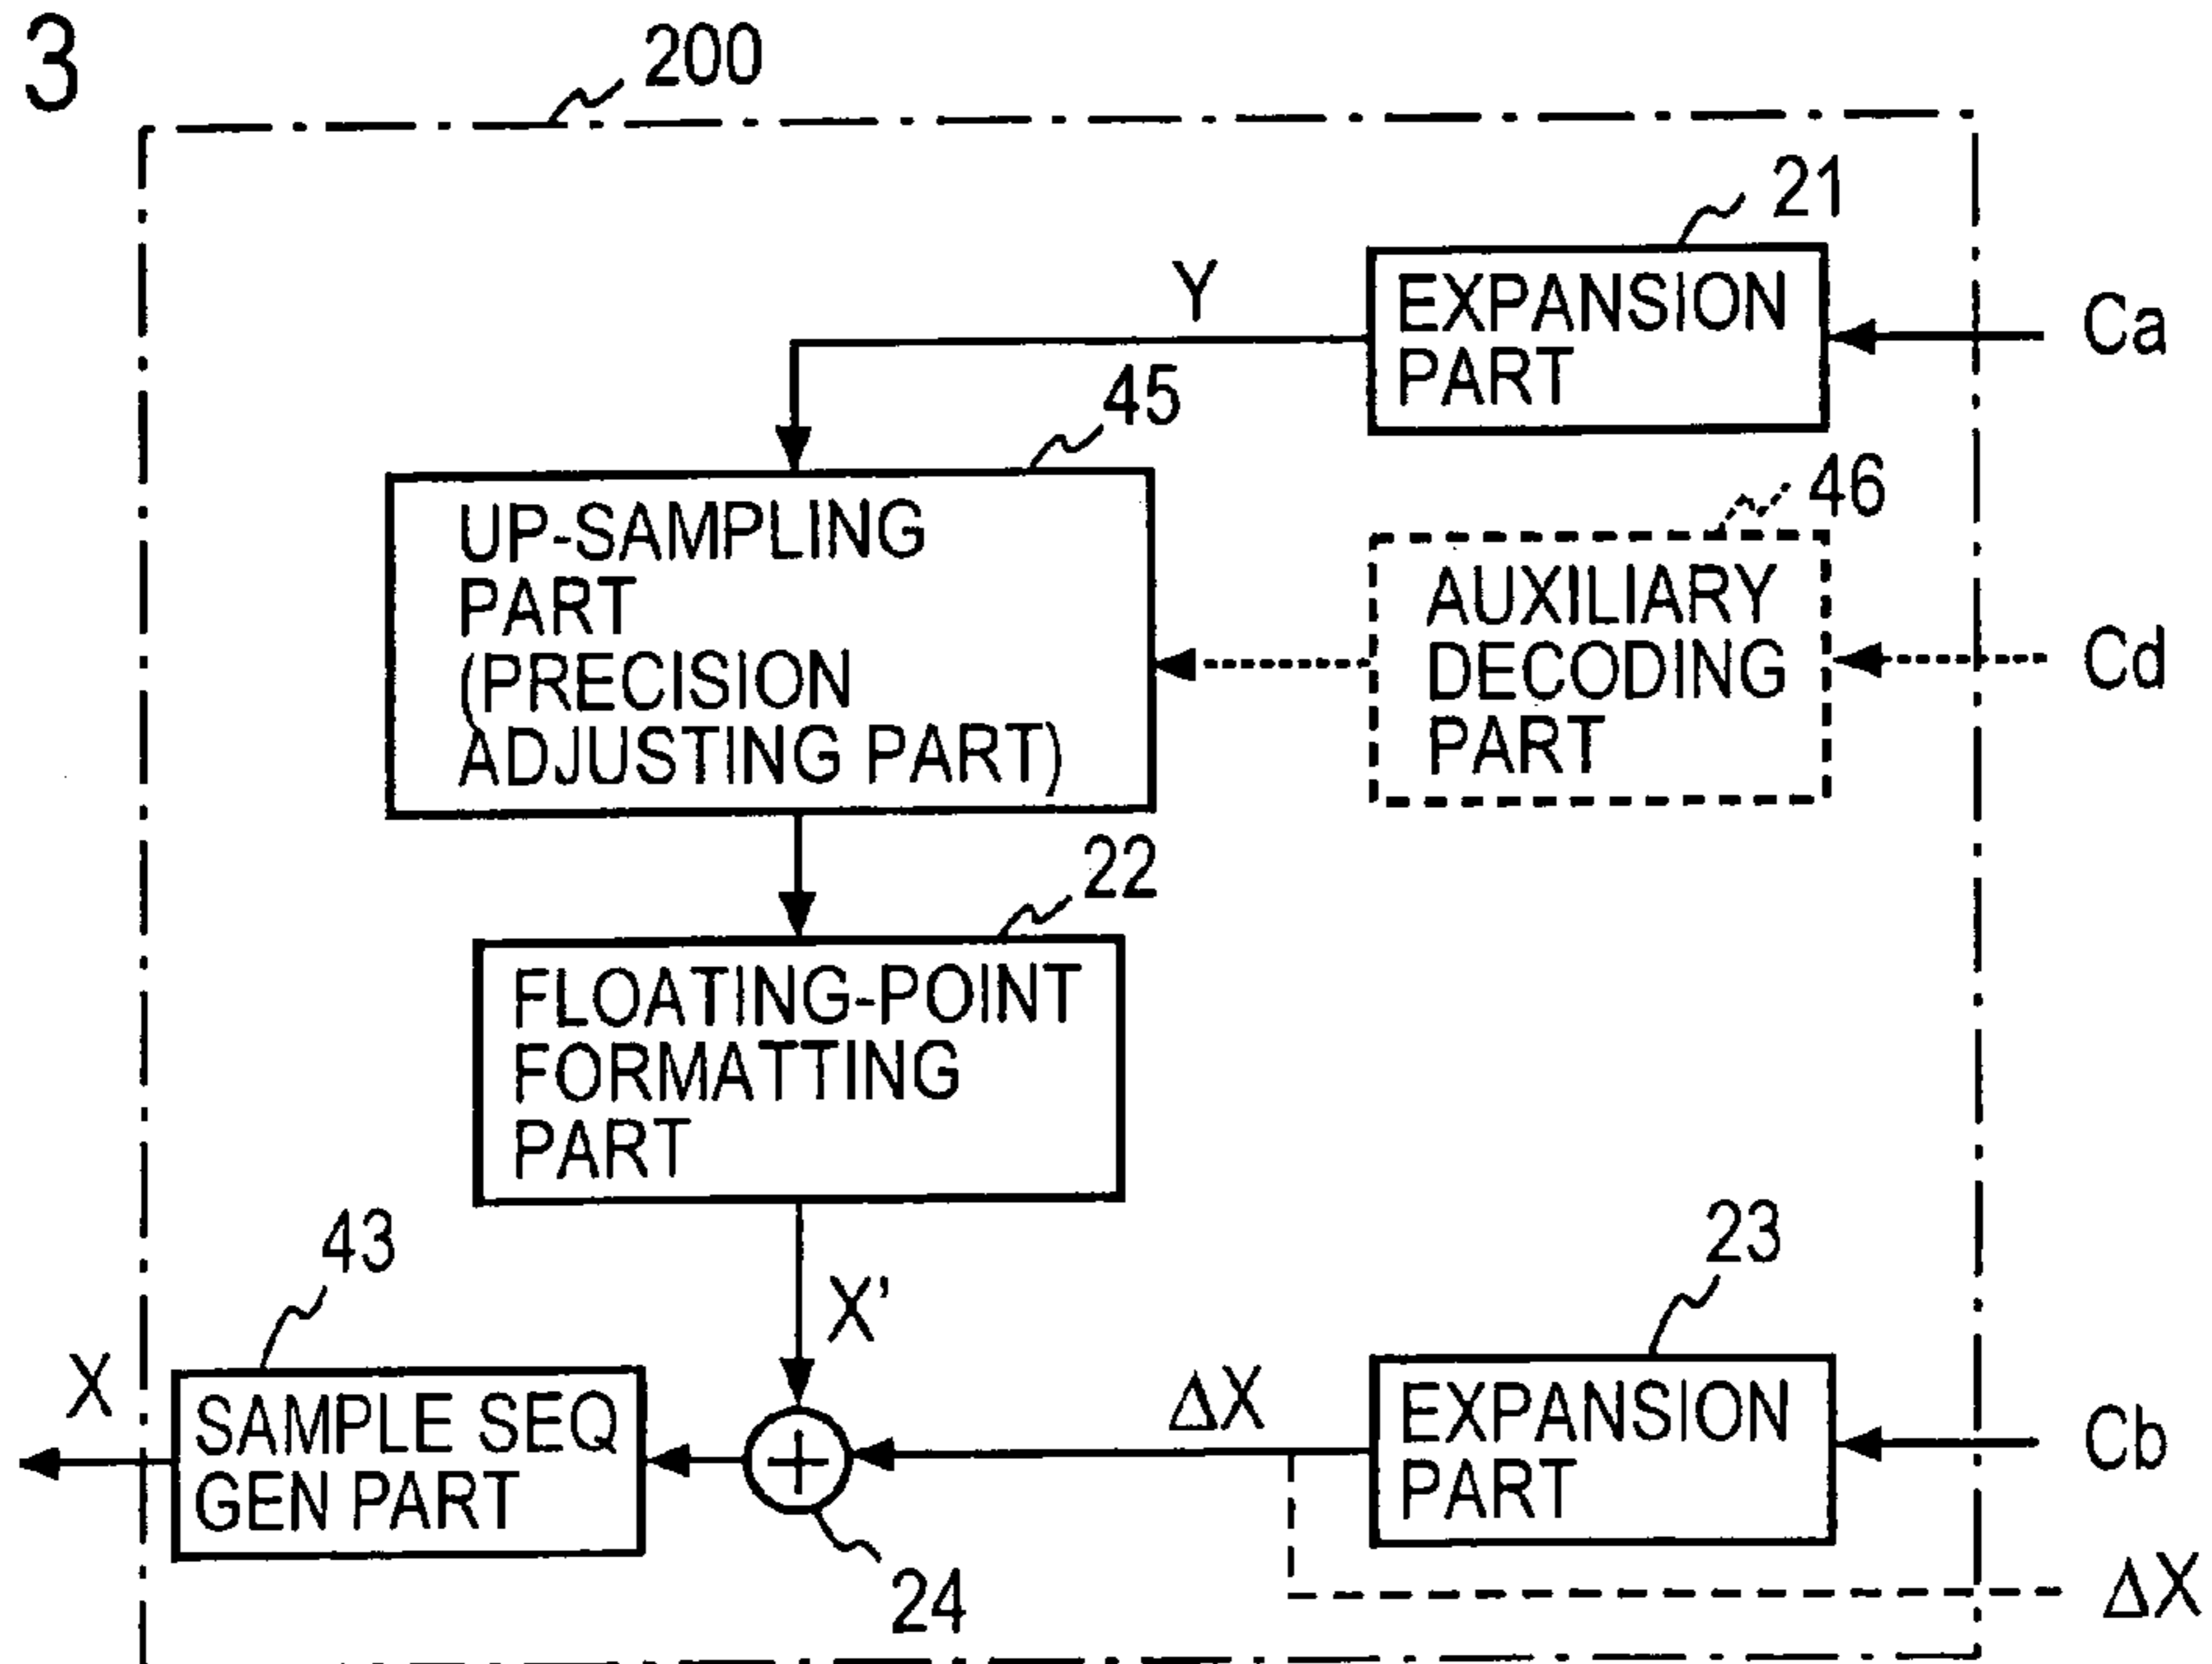 3
200
21
EXPANSION
PART
Ca
Y
45
UP-SAMPLING
PART
(PRECISION
ADJUSTING PART)
46
AUXILIARY
DECODING
PART
Cd
22
FLOATING-POINT
FORMATTING
PART
43
X'
23
X
SAMPLE SEQ
GEN PART
ΔX
EXPANSION
PART
Cb
24
ΔX